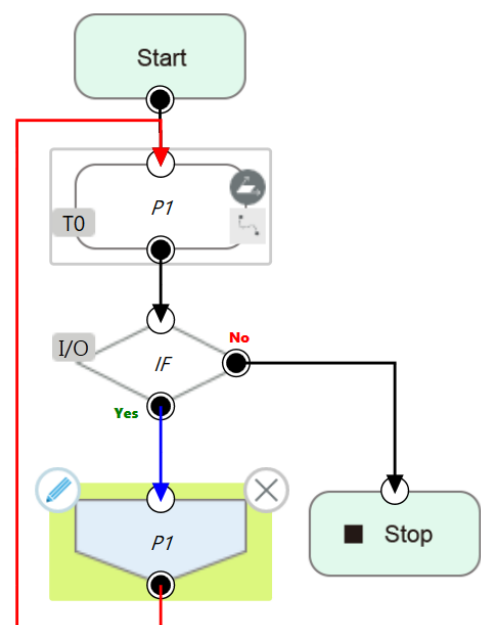 Start
P1
T0
I/O
IF
No
Yes
P1
Stop